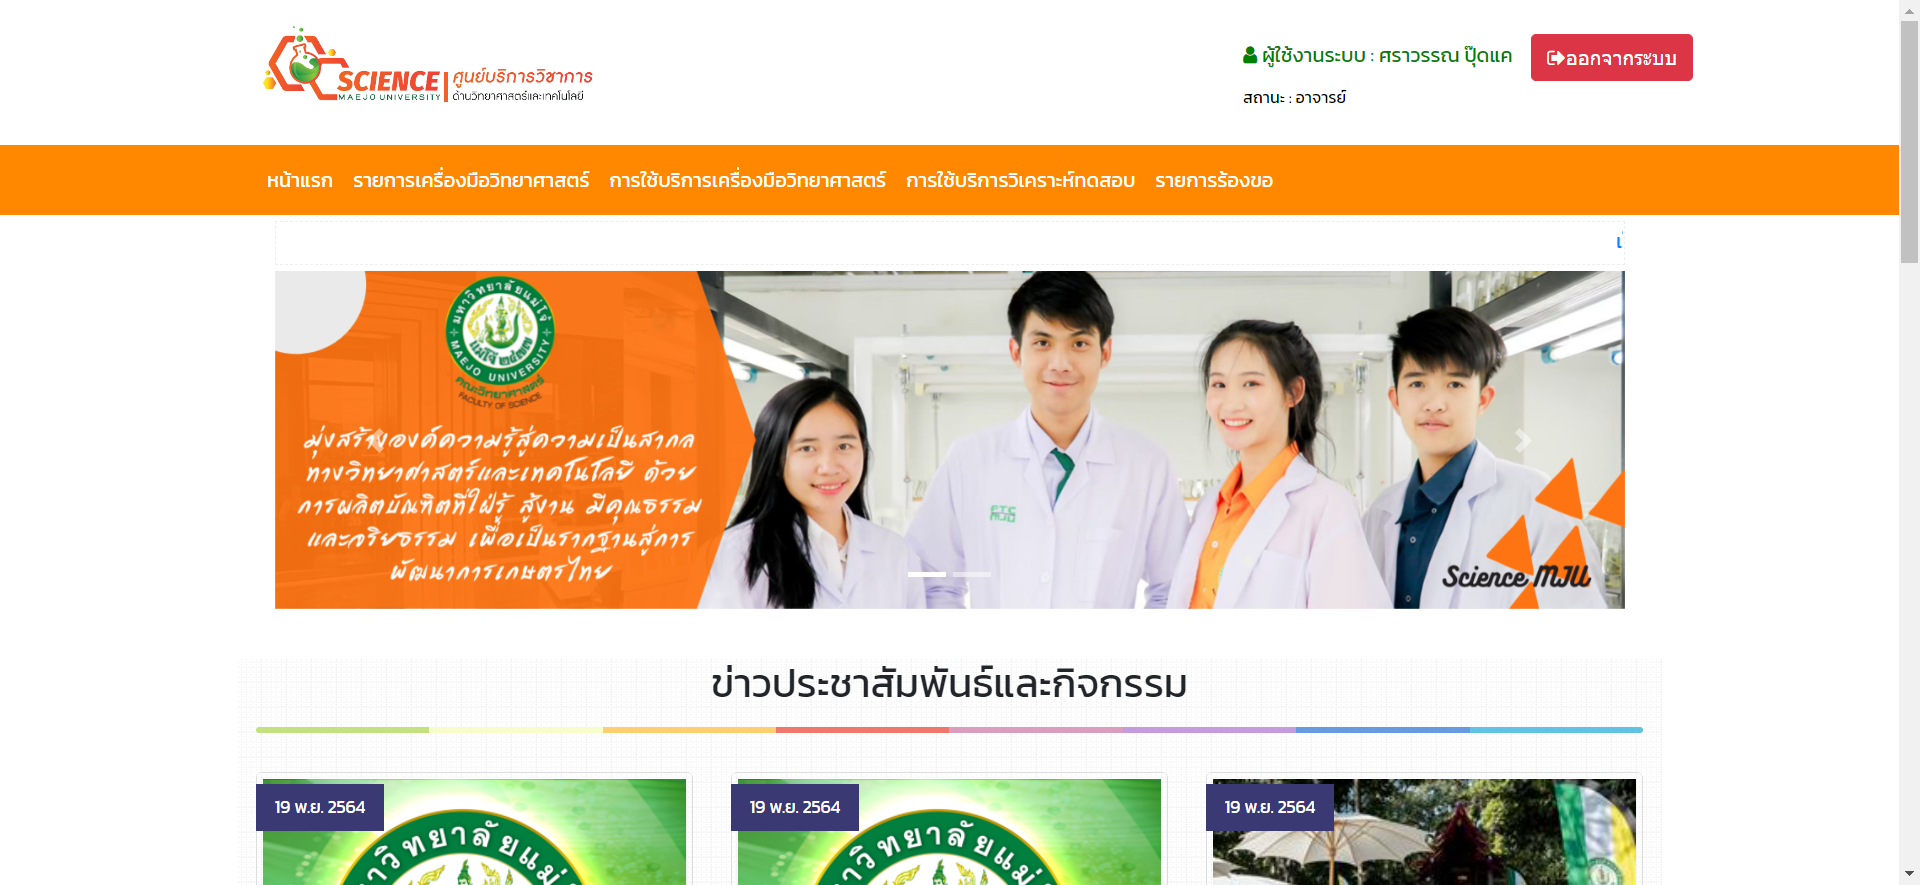 SCIENCE
MAEJO UNIVERSITY
ศูนย์บริการวิชาการ
ด้านวิทยาศาสตร์และเทคโนโลยี
ผู้ใช้งานระบบ : ศราวรรณ ปุ๊ดแค
ออกจากระบบ
สถานะ : อาจารย์
หน้าแรก รายการเครื่องมือวิทยาศาสตร์ การใช้บริการเครื่องมือวิทยาศาสตร์ การใช้บริการวิเคราะห์ทดสอบ รายการร้องขอ
มหาวิทยาลัยแม่โจ้
แม่โจ้ ๒๔๗๗
MAEJO UNIVERSITY
คณะวิทยาศาสตร์
FACULTY OF SCIENCE
มุ่งสร้างองค์ความรู้สู่ความเป็นสากล
ทางวิทยาศาสตร์และเทคโนโลยี ด้วย
การผลิตบัณฑิตที่ใฝ่รู้ สู้งาน มีคุณธรรม
และจริยธรรม เพื่อเป็นรากฐานสู่การ
พัฒนาการเกษตรไทย
Science MJU
ข่าวประชาสัมพันธ์และกิจกรรม
19 พ.ย. 2564
19 พ.ย. 2564
19 พ.ย. 2564